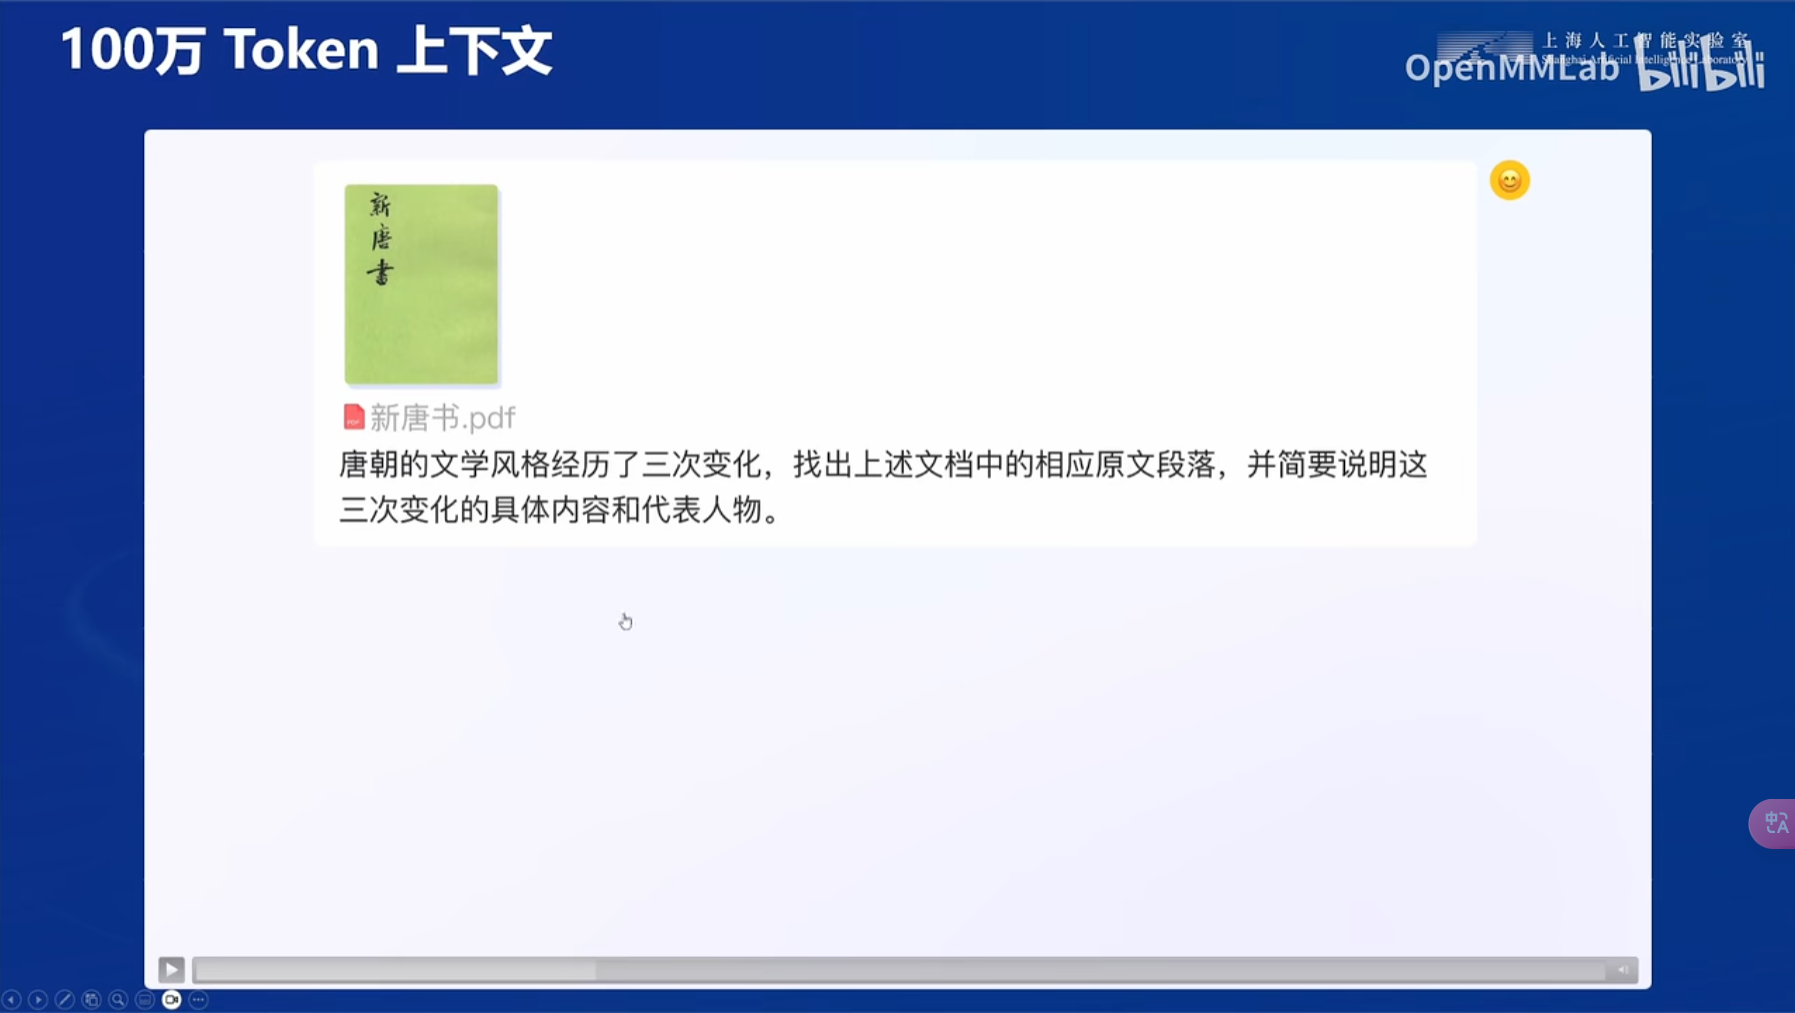 100万 Token 上下文
上海人工智能实验室
Shanghai Artificial Intelligence Laboratory
OpenMMLab bilibili
新
唐
書
PDF
新唐书.pdf
唐朝的文学风格经历了三次变化，找出上述文档中的相应原文段落，并简要说明这
三次变化的具体内容和代表人物。
中
A